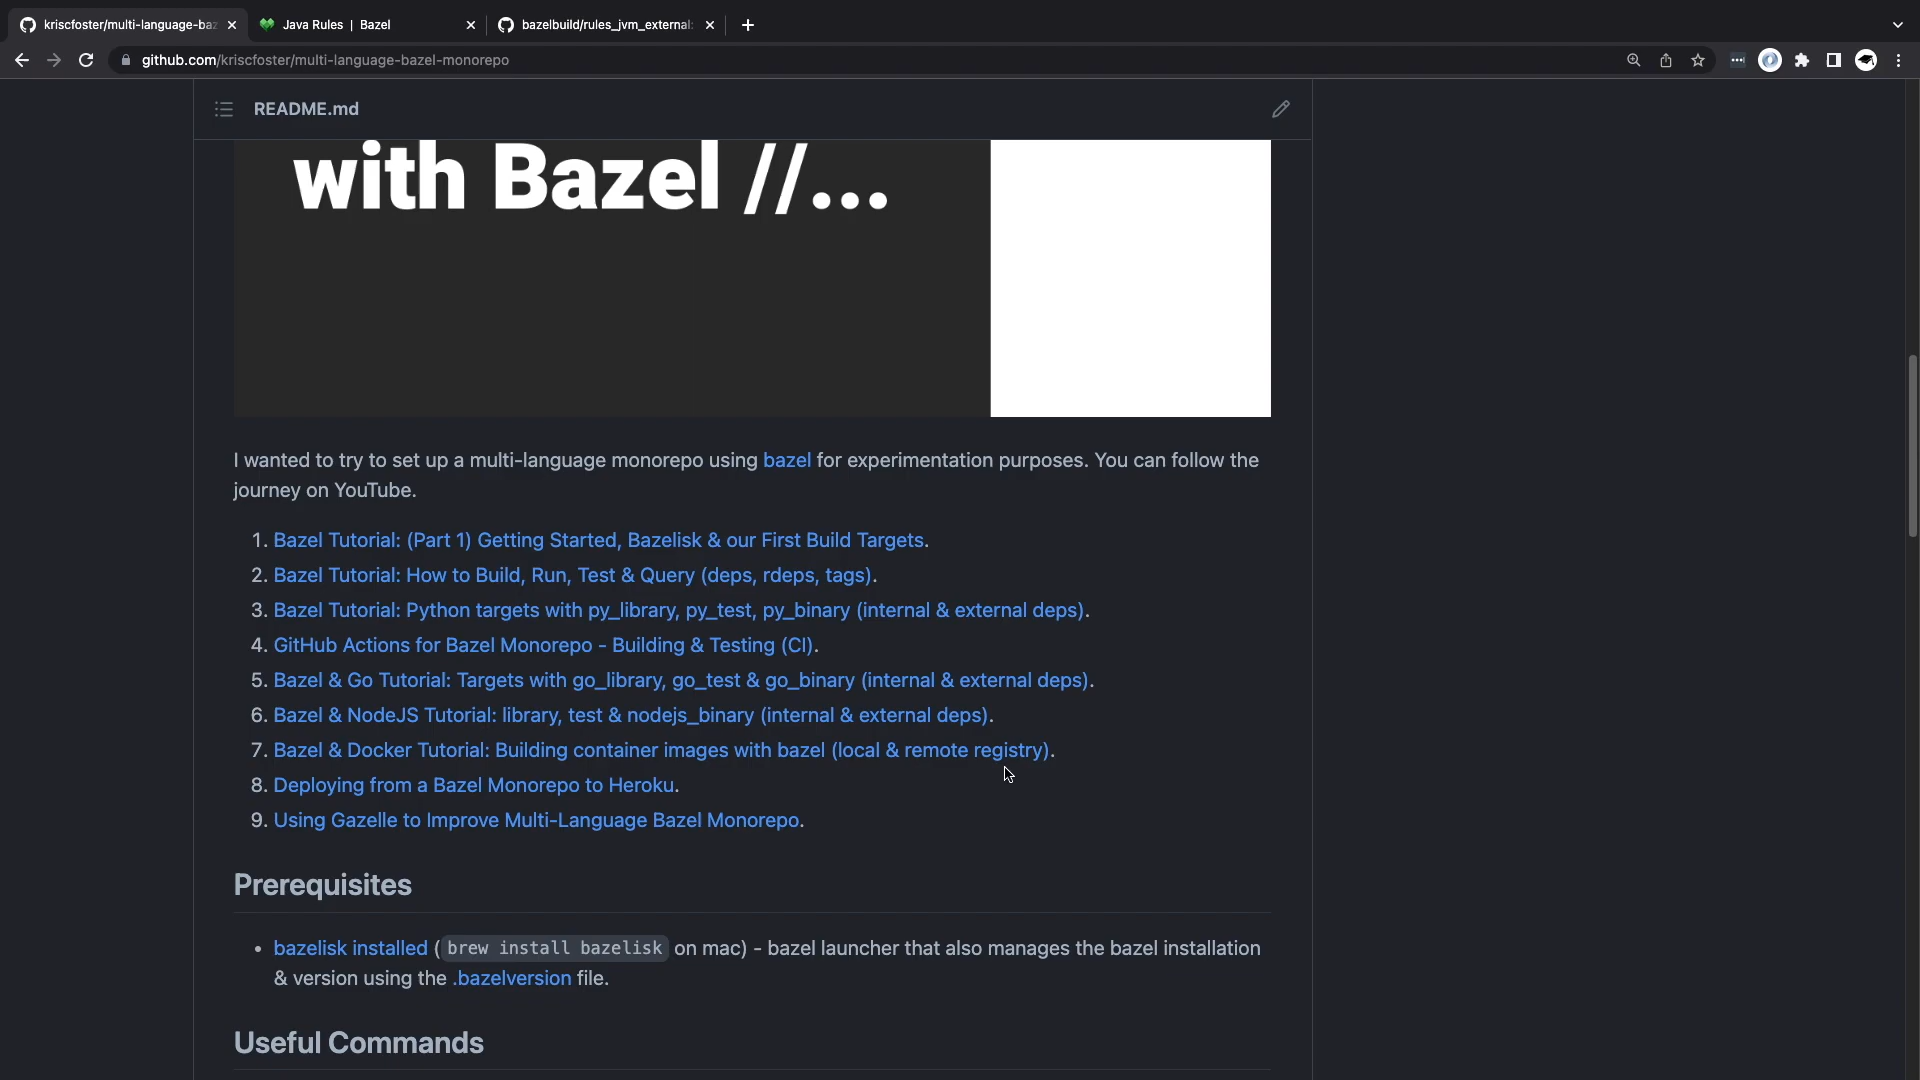 kriscfoster/multi-language-baz
Java Rules | Bazel
bazelbuild/rules_jvm_external:
github.com/kriscfoster/multi-language-bazel-monorepo
README.md
with Bazel //...
I wanted to try to set up a multi-language monorepo using bazel for experimentation purposes. You can follow the
journey on YouTube.
1. Bazel Tutorial: (Part 1) Getting Started, Bazelisk & our First Build Targets.
2. Bazel Tutorial: How to Build, Run, Test & Query (deps, rdeps, tags).
3. Bazel Tutorial: Python targets with py_library, py_test, py_binary (internal & external deps).
4. GitHub Actions for Bazel Monorepo - Building & Testing (CI).
5. Bazel & Go Tutorial: Targets with go_library, go_test & go_binary (internal & external deps).
6. Bazel & NodeJS Tutorial: library, test & nodejs_binary (internal & external deps).
7. Bazel & Docker Tutorial: Building container images with bazel (local & remote registry).
8. Deploying from a Bazel Monorepo to Heroku.
9. Using Gazelle to Improve Multi-Language Bazel Monorepo.
Prerequisites
• bazelisk installed ( brew install bazelisk on mac) - bazel launcher that also manages the bazel installation
& version using the .bazelversion file.
Useful Commands